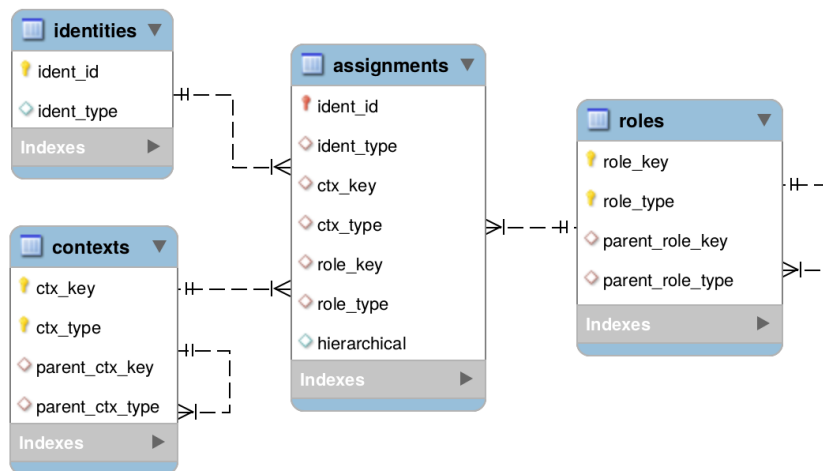 identities
ident_id
ident_type
Indexes
contexts
ctx_key
ctx_type
parent_ctx_key
parent_ctx_type
Indexes
assignments
ident_id
ident_type
ctx_key
ctx_type
role_key
role_type
hierarchical
Indexes
roles
role_key
role_type
parent_role_key
parent_role_type
Indexes